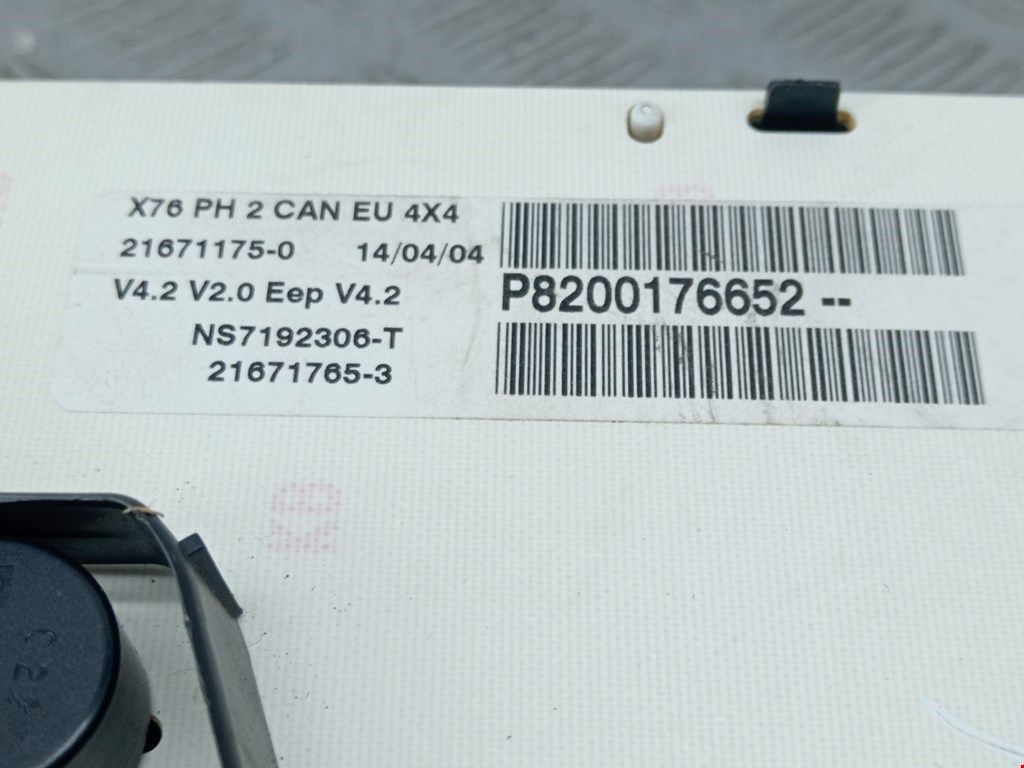 X76 PH 2 CAN EU 4X4
21671175-0 14/04/04
V4.2 V2.0 Eep V4.2
NS7192306-T
21671765-3
P8200176652 --